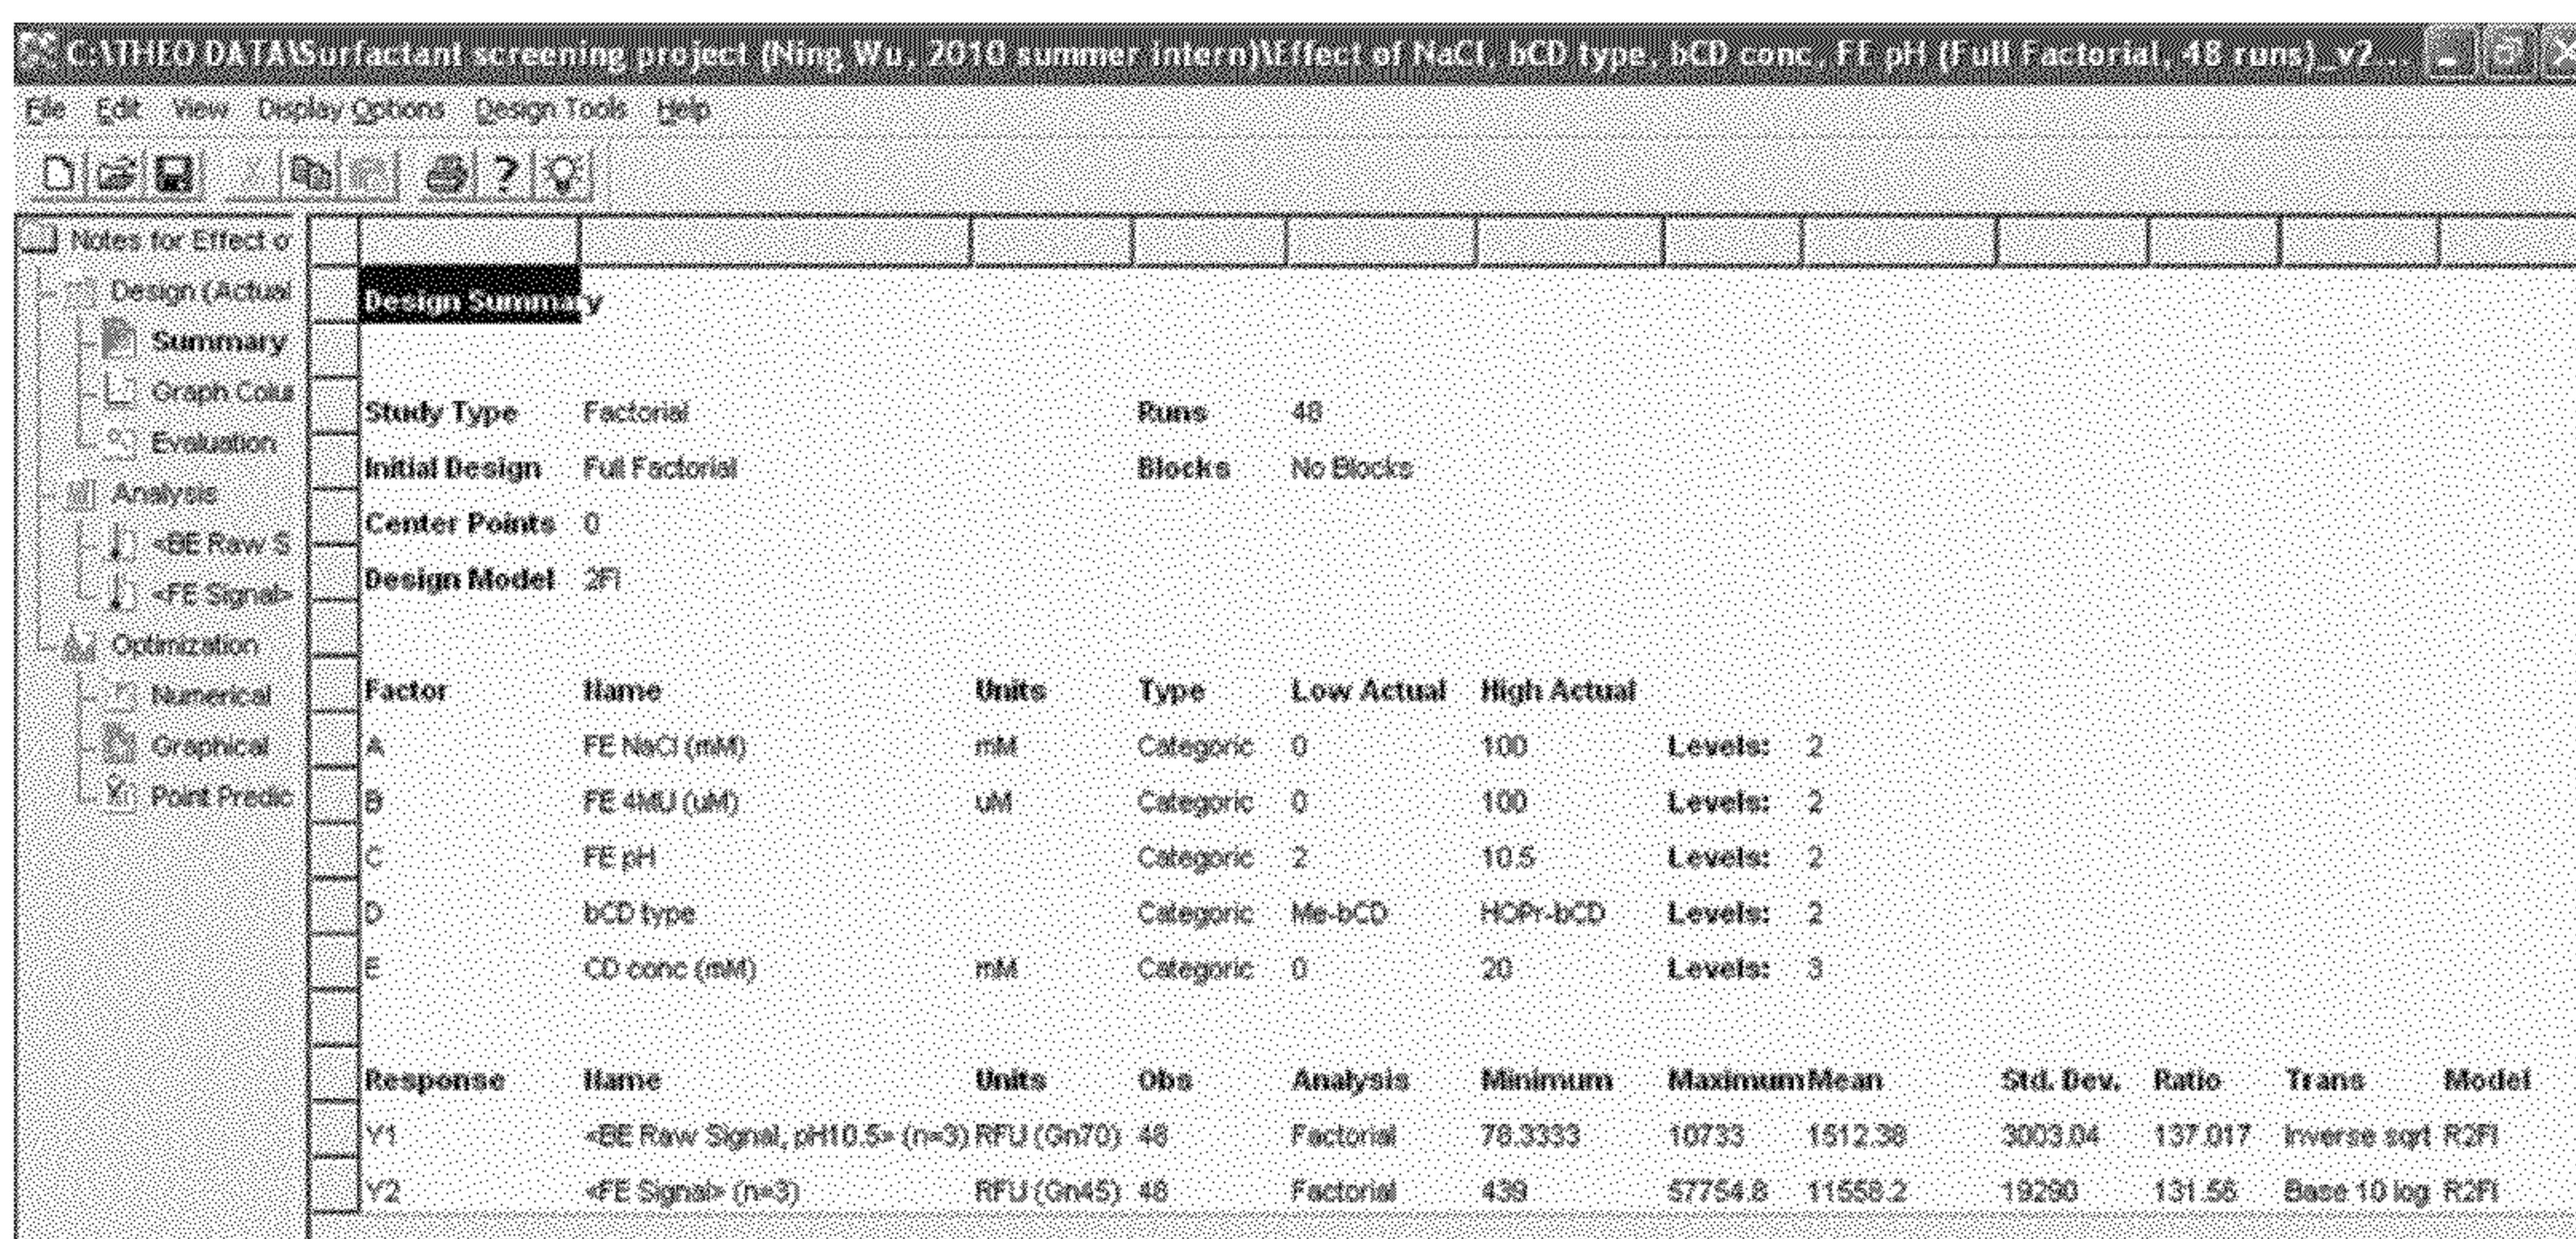 C:\THEO DATA\Surfactant screening project (Ning Wu, 2010 summer intern)\Effect of NaCl, bCD type, bCD conc, FE pH (Full Factorial, 48 runs)_v2...
File Edit View Display Options Design Tools Help
Notes for Effect o
Design (Actual
Summary
Graph Colu
Evaluation
Analysis
<BE Raw S
<FE Signal>
Optimization
Numerical
Graphical
Point Predic
Design Summary
Study Type Factorial Runs 48
Initial Design Full Factorial Blocks No Blocks
Center Points 0
Design Model 2FI
Factor Name Units Type Low Actual High Actual
A FE NaCl (mM) mM Categoric 0 100 Levels: 2
B FE 4MU (uM) uM Categoric 0 100 Levels: 2
C FE pH Categoric 2 10.5 Levels: 2
D bCD type Categoric Me-bCD HOPr-bCD Levels: 2
E CD conc (mM) mM Categoric 0 20 Levels: 3
Response Name Units Obs Analysis Minimum Maximum Mean Std. Dev. Ratio Trans Model
Y1 <BE Raw Signal, pH10.5> (n=3) RFU (Gn70) 48 Factorial 78.3333 10733 1512.38 3003.04 137.017 Inverse sqrt R2FI
Y2 <FE Signal> (n=3) RFU (Gn45) 48 Factorial 439 57754.8 11558.2 19290 131.56 Base 10 log R2FI